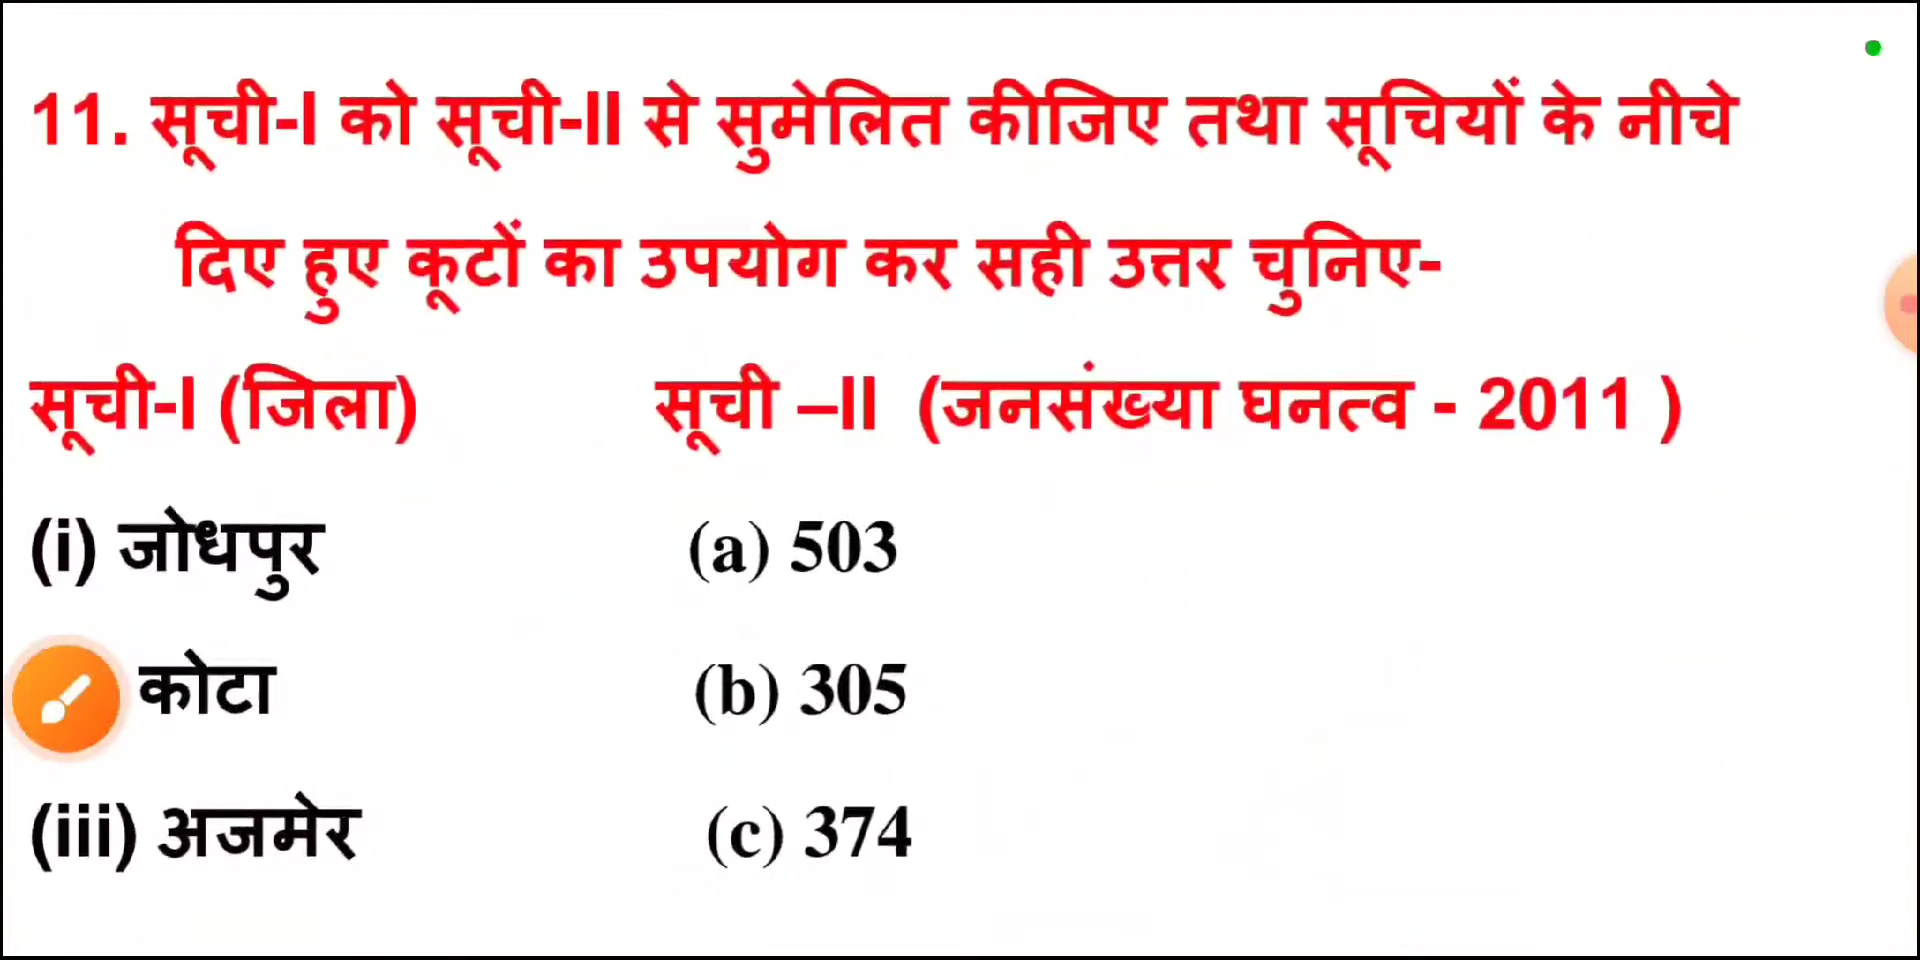 11. सूची-I को सूची-II से सुमेलित कीजिए तथा सूचियों के नीचे
दिए हुए कूटों का उपयोग कर सही उत्तर चुनिए-
सूची-I (जिला) सूची –II (जनसंख्या घनत्व - 2011 )
(i) जोधपुर (a) 503
कोटा (b) 305
(iii) अजमेर (c) 374